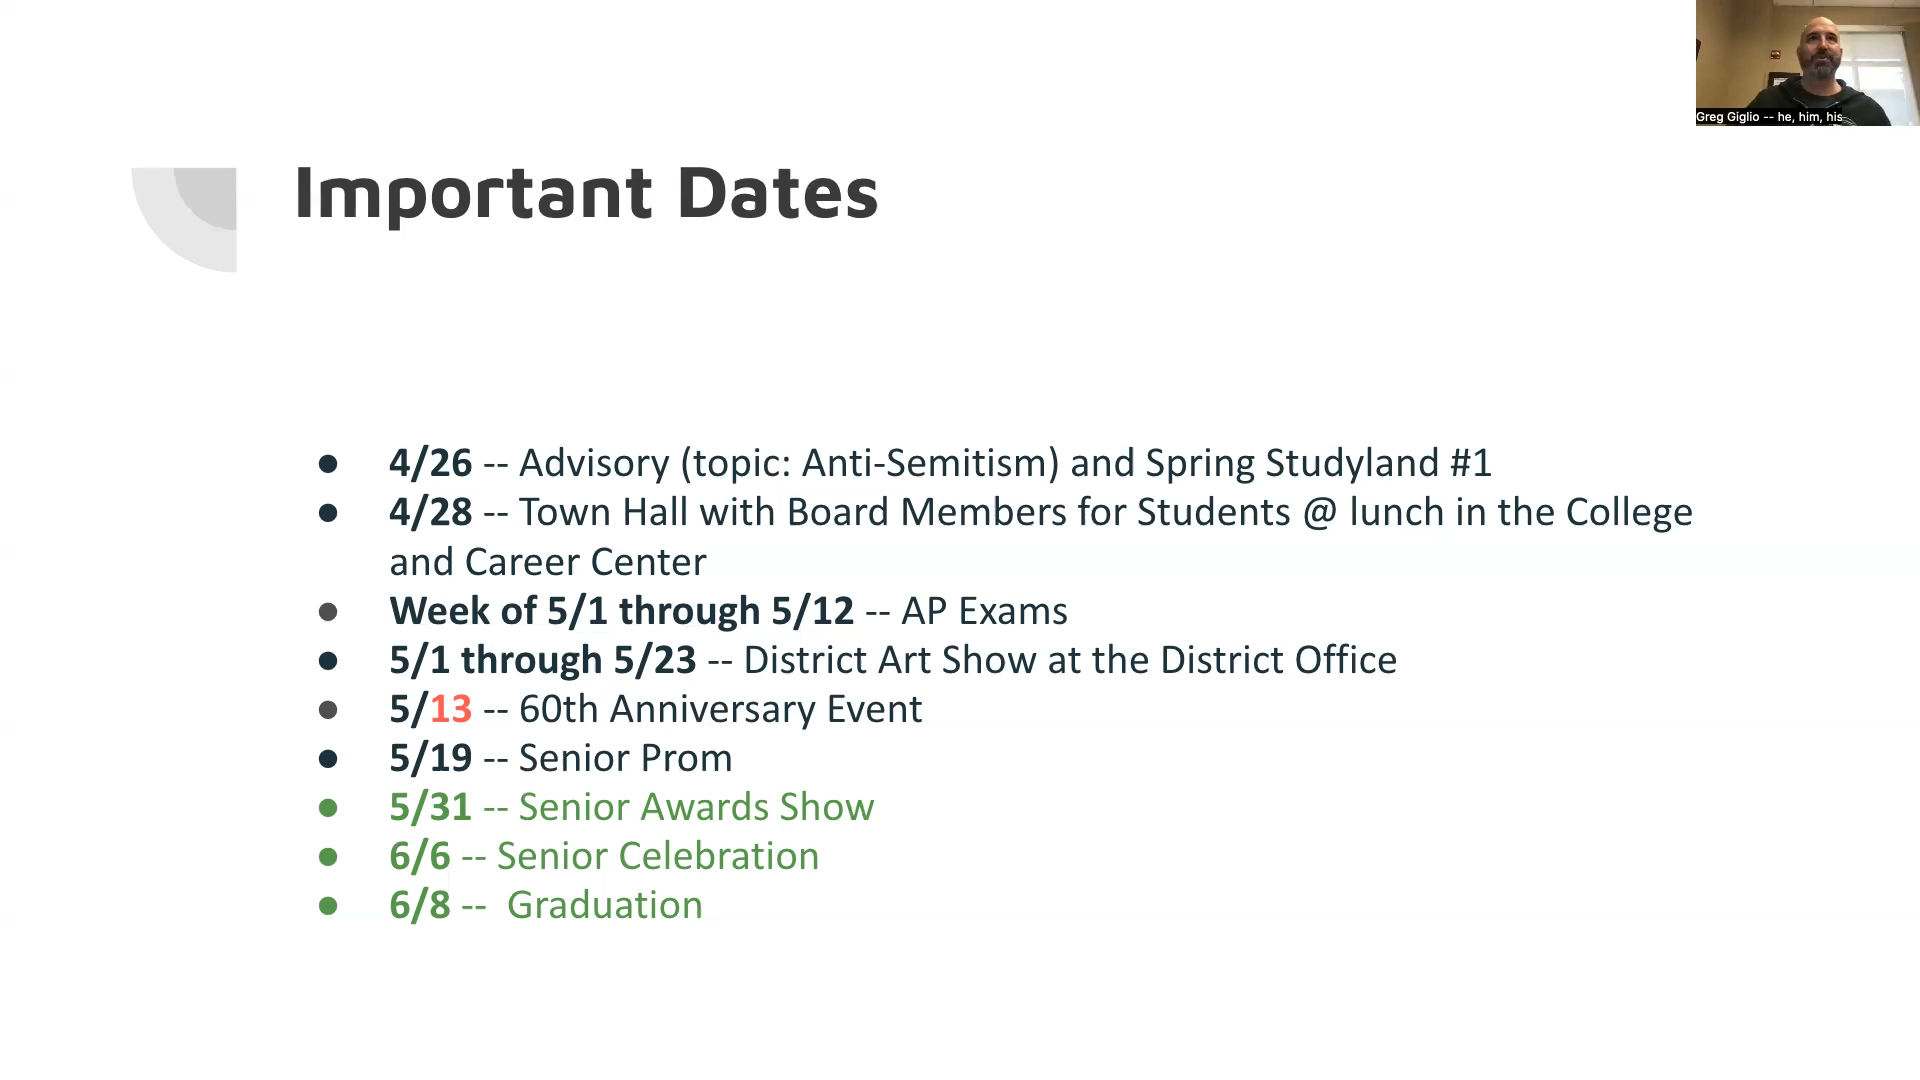 Greg Giglio -- he, him, his
Important Dates
● 4/26 -- Advisory (topic: Anti-Semitism) and Spring Studyland #1
● 4/28 -- Town Hall with Board Members for Students @ lunch in the College
and Career Center
● Week of 5/1 through 5/12 -- AP Exams
● 5/1 through 5/23 -- District Art Show at the District Office
● 5/13 -- 60th Anniversary Event
● 5/19 -- Senior Prom
● 5/31 -- Senior Awards Show
● 6/6 -- Senior Celebration
● 6/8 -- Graduation